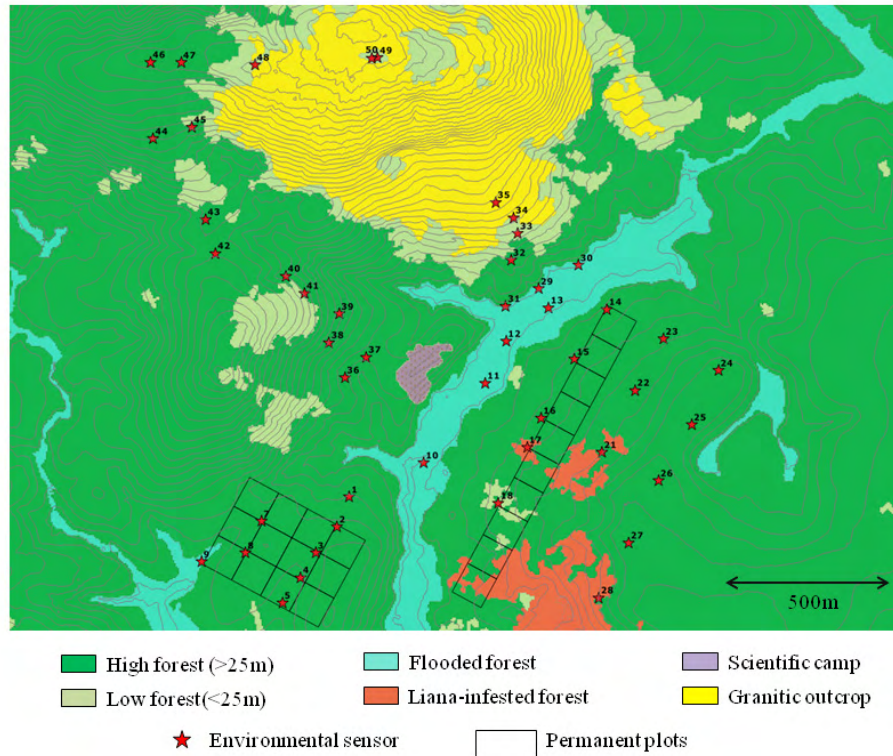 50 49
46 47 48
45
44
35
43 34
33
42 32
40 30
41 29
31 13 14
39
38 12 23
37 15
36 11 22 24
16
25
17 21
10
26
1 18
7 2
27
8 3
9
4
5 28
500m
High forest (>25m) Flooded forest Scientific camp
Low forest(<25m) Liana-infested forest Granitic outcrop
Environmental sensor Permanent plots